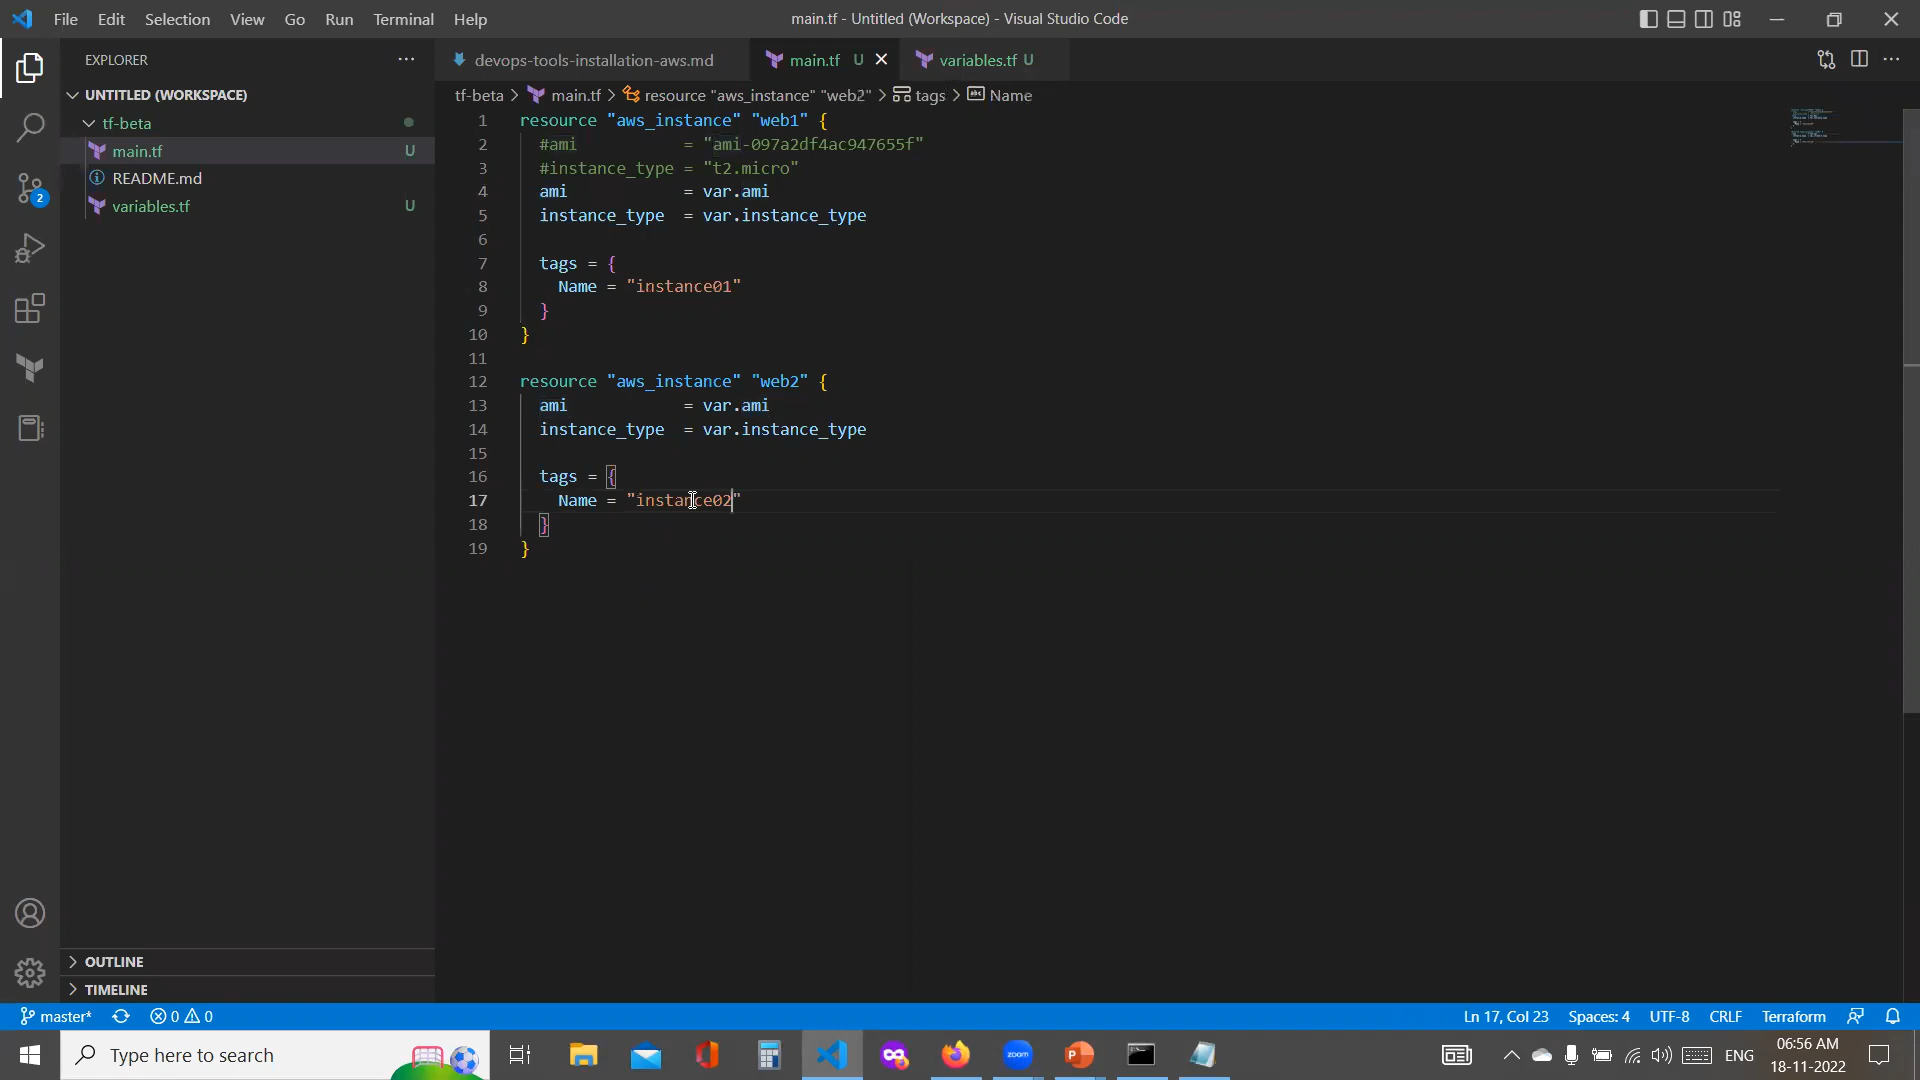 File Edit Selection View Go Run Terminal Help
main.tf - Untitled (Workspace) - Visual Studio Code
EXPLORER
UNTITLED (WORKSPACE)
tf-beta
main.tf U
README.md
variables.tf U
OUTLINE
TIMELINE
2
devops-tools-installation-aws.md
main.tf U
variables.tf U
tf-beta > main.tf > resource "aws_instance" "web2" > tags > Name
1 resource "aws_instance" "web1" {
2 #ami = "ami-097a2df4ac947655f"
3 #instance_type = "t2.micro"
4 ami = var.ami
5 instance_type = var.instance_type
6
7 tags = {
8 Name = "instance01"
9 }
10 }
11
12 resource "aws_instance" "web2" {
13 ami = var.ami
14 instance_type = var.instance_type
15
16 tags = {
17 Name = "instance02"
18 }
19 }
master* 0 0
Ln 17, Col 23 Spaces: 4 UTF-8 CRLF Terraform
Type here to search
zoom
ENG
06:56 AM
18-11-2022